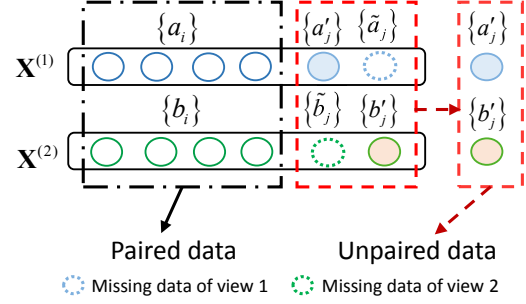 {a_i} {a'_j} {ã_j} {a'_j}
X^(1)
{b_i} {b̃_j} {b'_j} {b'_j}
X^(2)
Paired data Unpaired data
Missing data of view 1 Missing data of view 2